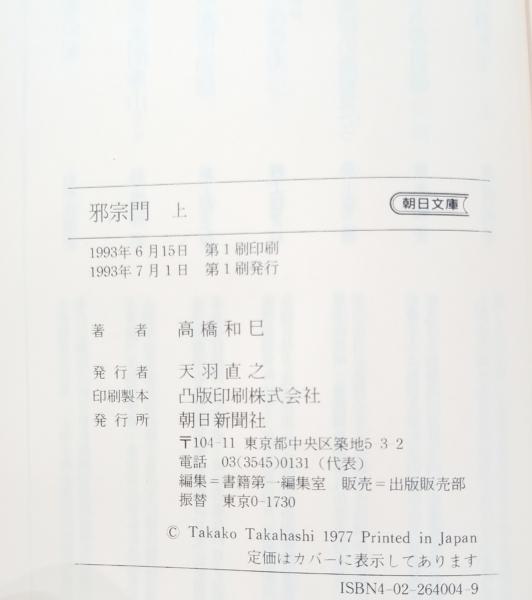 邪宗門 上
朝日文庫
1993年6月15日 第1刷印刷
1993年7月1日 第1刷発行
著者 高橋和巳
発行者 天羽直之
印刷製本 凸版印刷株式会社
発行所 朝日新聞社
〒104-11 東京都中央区築地5-3-2
電話 03(3545)0131(代表)
編集=書籍第一編集室 販売=出版販売部
振替 東京0-1730
© Takako Takahashi 1977 Printed in Japan
定価はカバーに表示してあります
ISBN4-02-264004-9